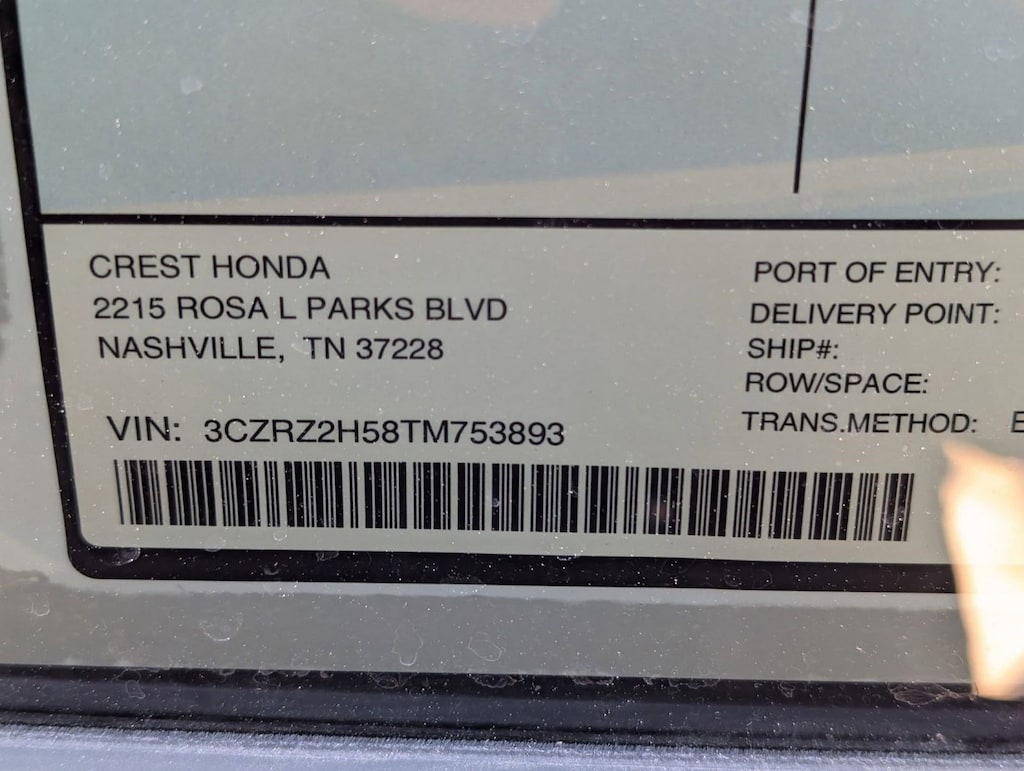 CREST HONDA
2215 ROSA L PARKS BLVD
NASHVILLE, TN 37228
VIN: 3CZRZ2H58TM753893
PORT OF ENTRY:
DELIVERY POINT:
SHIP#:
ROW/SPACE:
TRANS.METHOD: